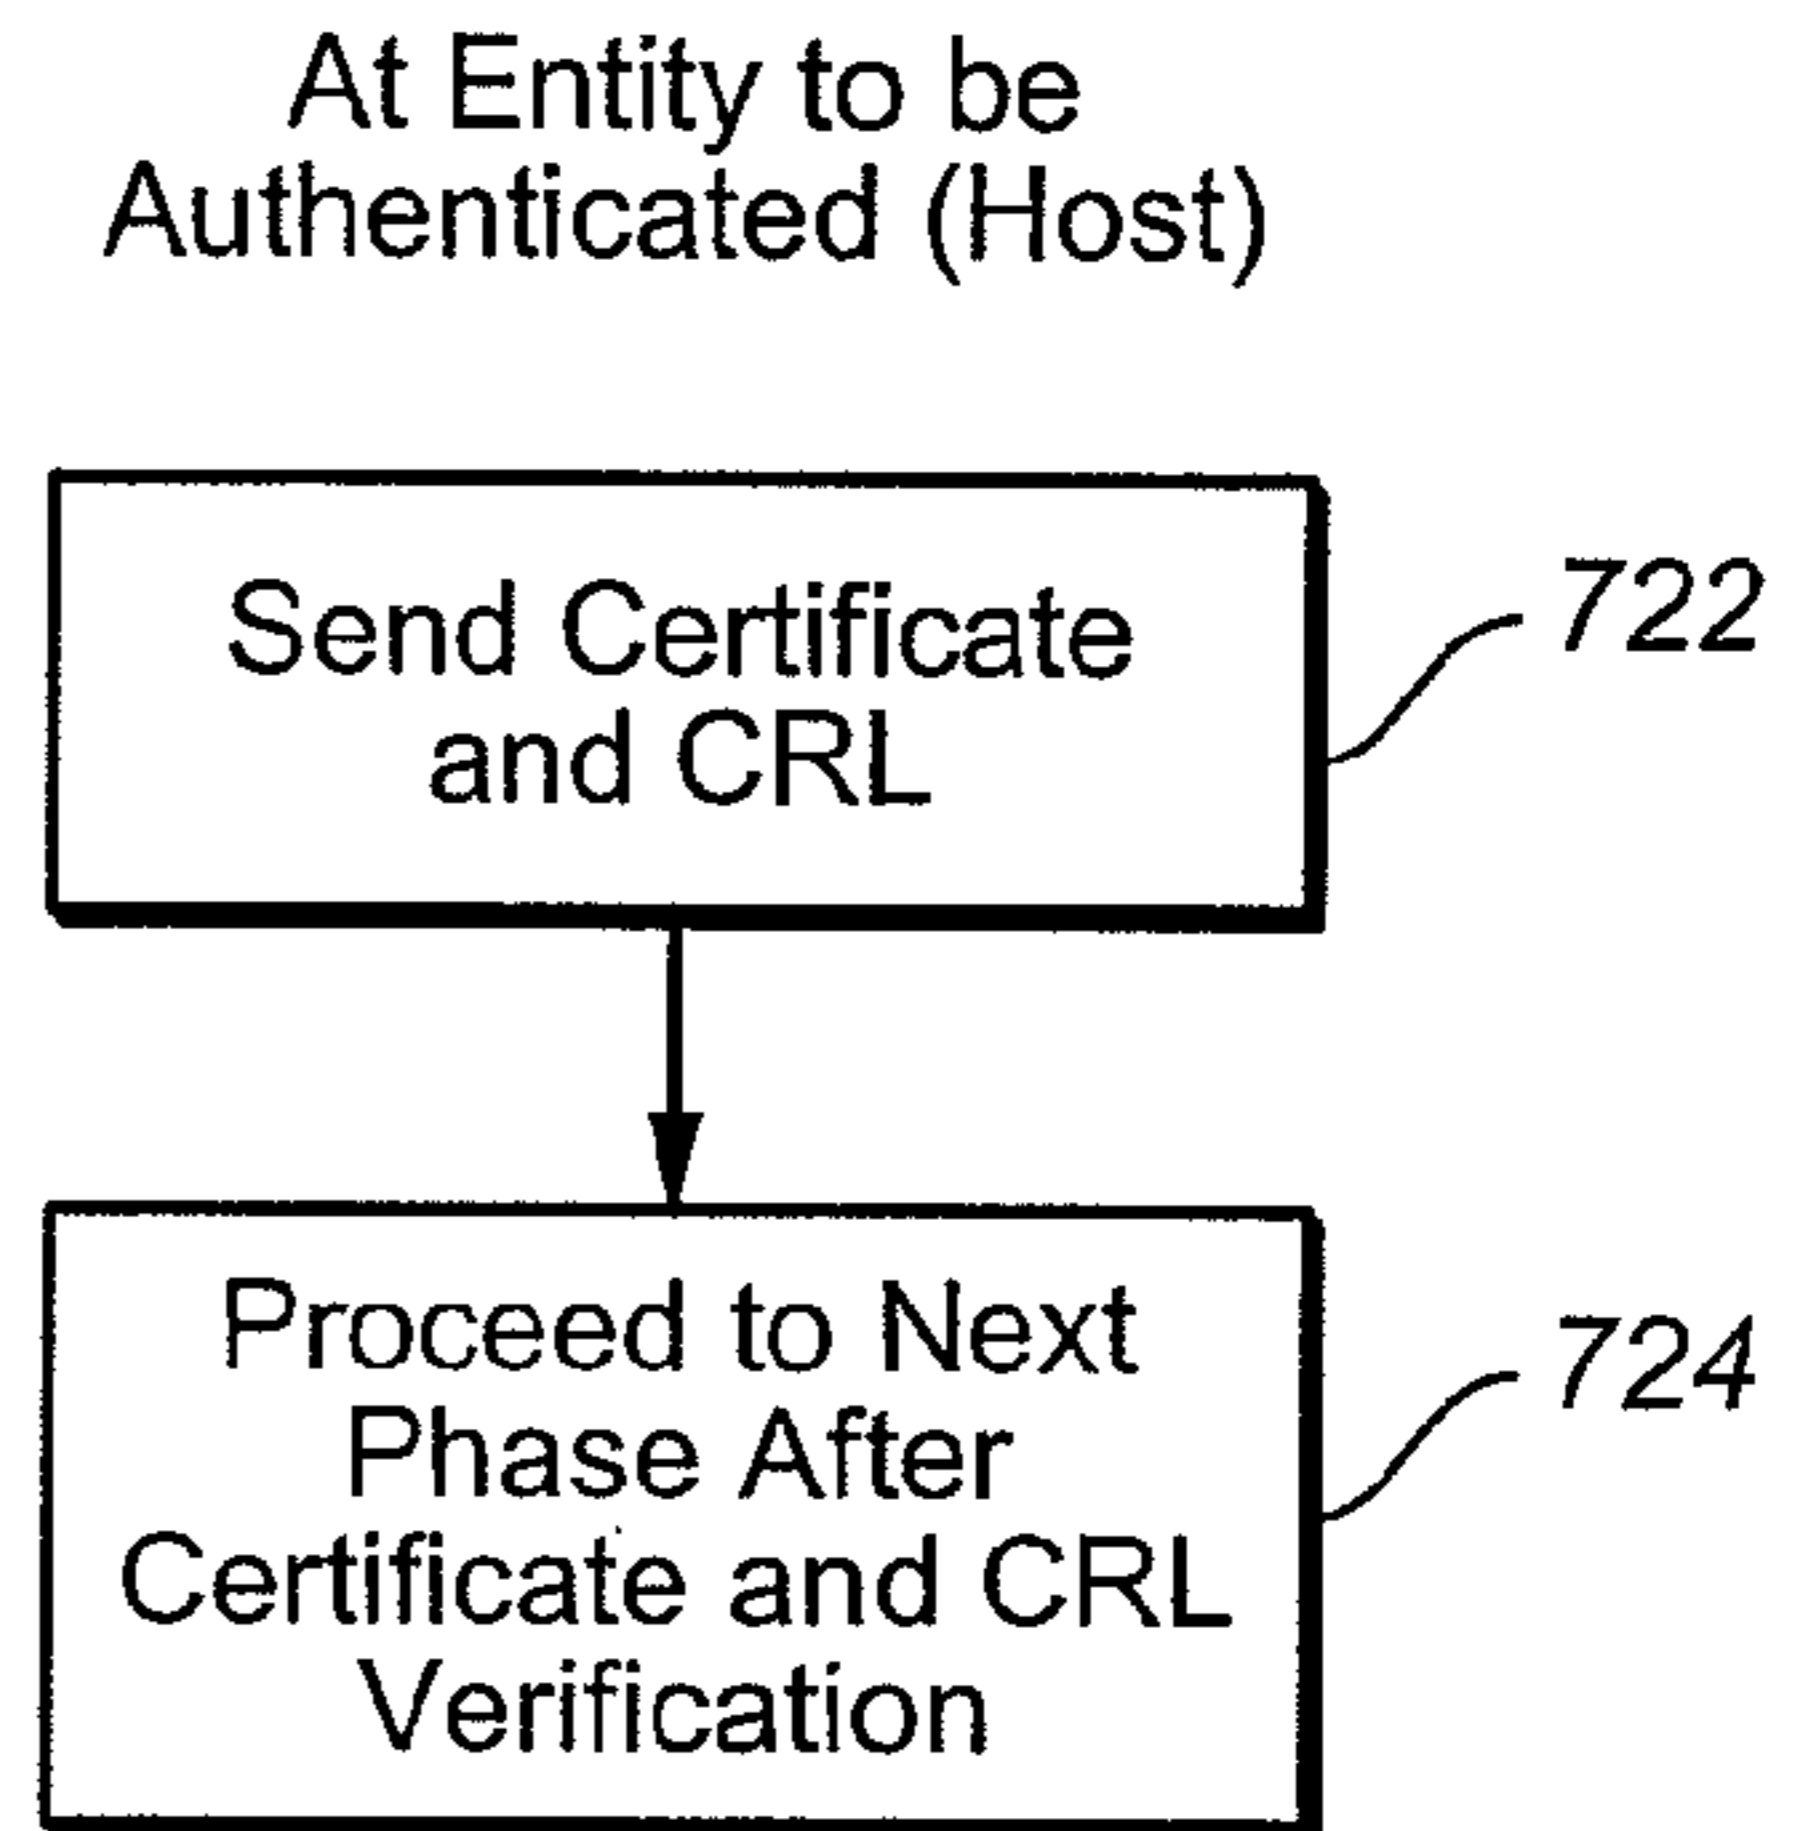 At Entity to be
Authenticated (Host)
Send Certificate
and CRL
722
Proceed to Next
Phase After
Certificate and CRL
Verification
724